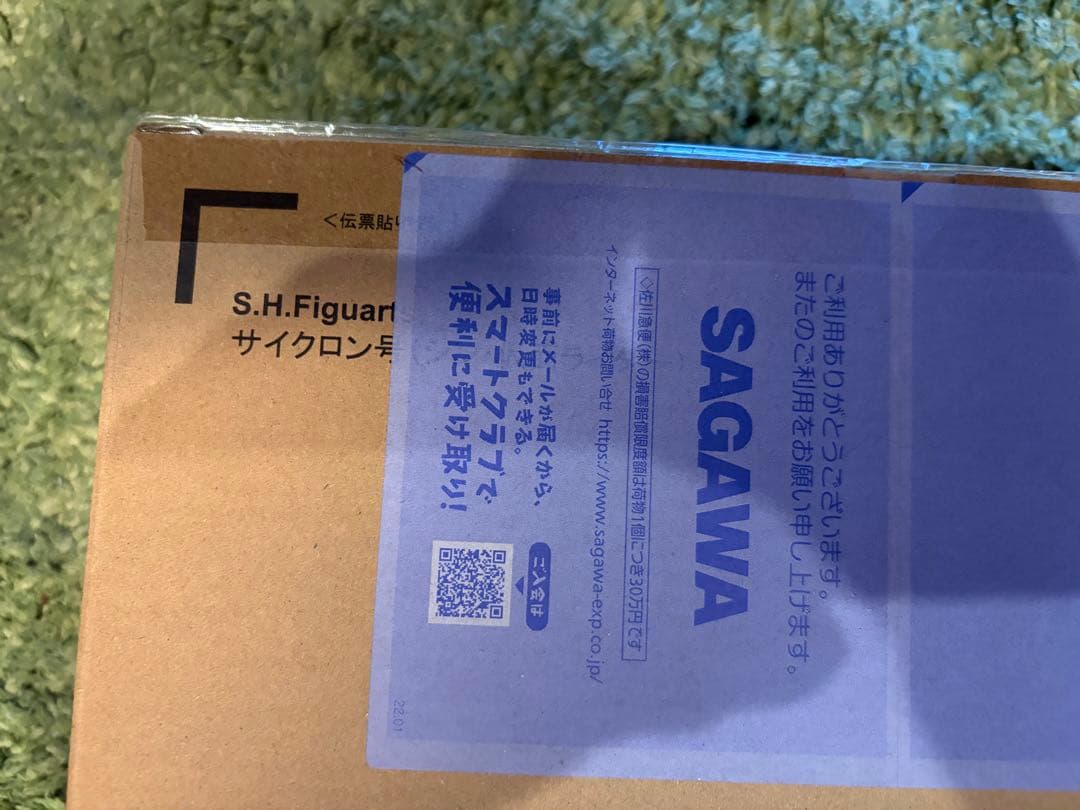 <伝票貼り
S.H.Figuart
サイクロン号
ご利用ありがとうございます。
またのご利用をお願い申し上げます。
SAGAWA
◇佐川急便(株)の損害賠償限度額は荷物1個につき30万円です
インターネット荷物お問い合せ https://www.sagawa-exp.co.jp/
事前にメールが届くから、
日時変更もできる。
スマートクラブで
便利に受け取り!
ご入会は
22.01